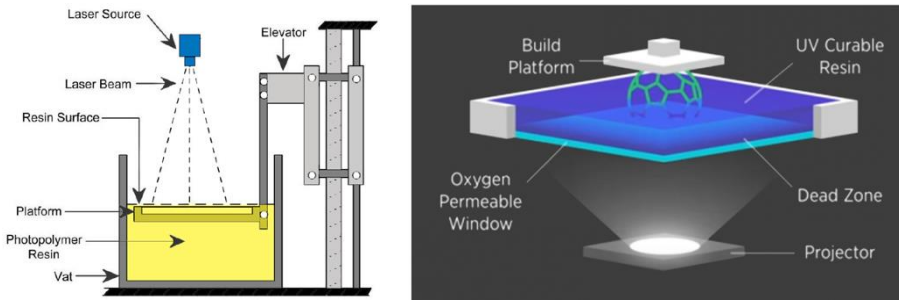 Laser Source
Elevator
Laser Beam
Resin Surface
Platform
Photopolymer
Resin
Vat
Build
Platform
UV Curable
Resin
Oxygen
Permeable
Window
Dead Zone
Projector